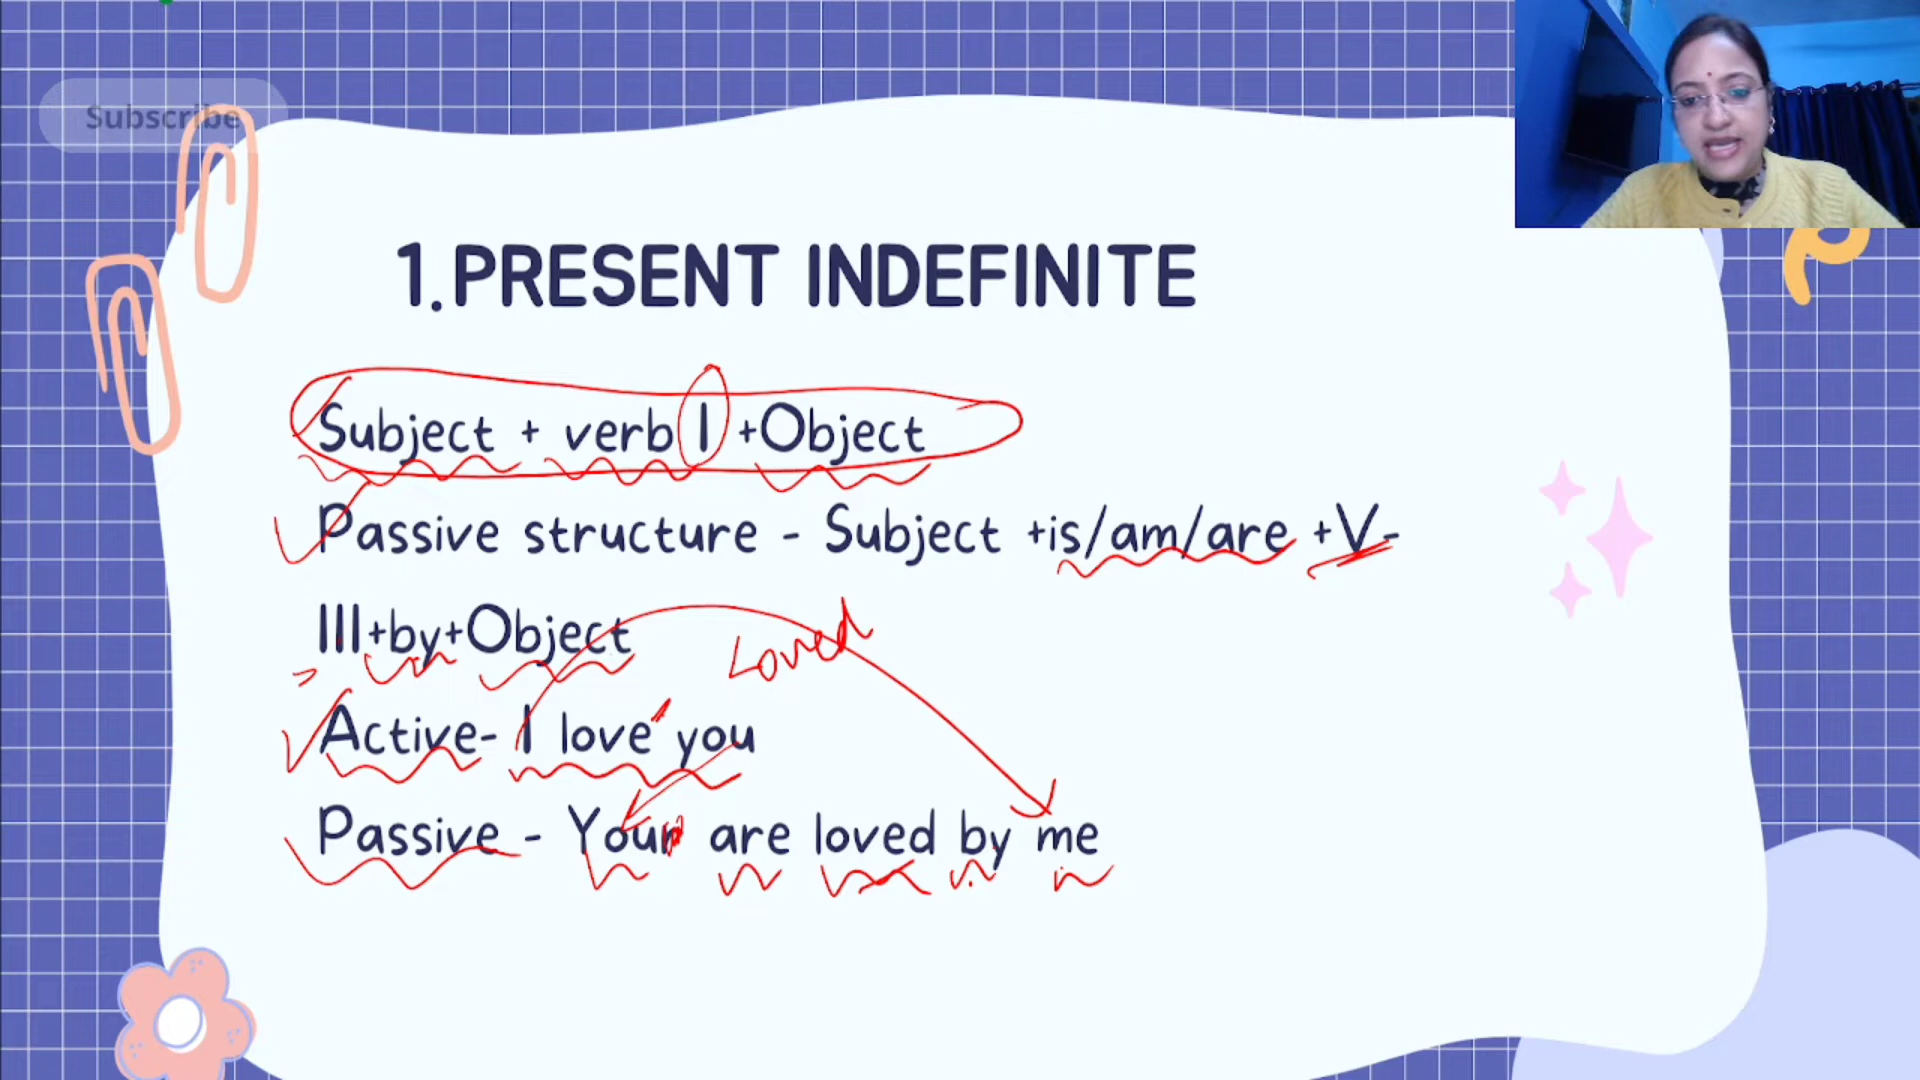 Subscribe
1.PRESENT INDEFINITE
Subject + verb I +Object
Passive structure - Subject +is/am/are +V-
III+by+Object
Loved
Active- I love you
Passive - Your are loved by me